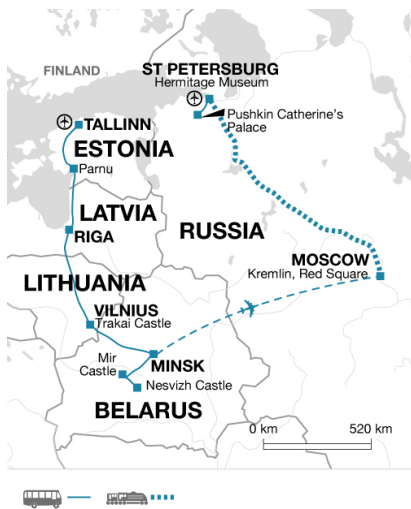 FINLAND
ST PETERSBURG
Hermitage Museum
Pushkin Catherine's
Palace
TALLINN
ESTONIA
Parnu
LATVIA
RIGA
RUSSIA
MOSCOW
Kremlin, Red Square
LITHUANIA
VILNIUS
Trakai Castle
Mir
Castle
MINSK
Nesvizh Castle
BELARUS
0 km
520 km